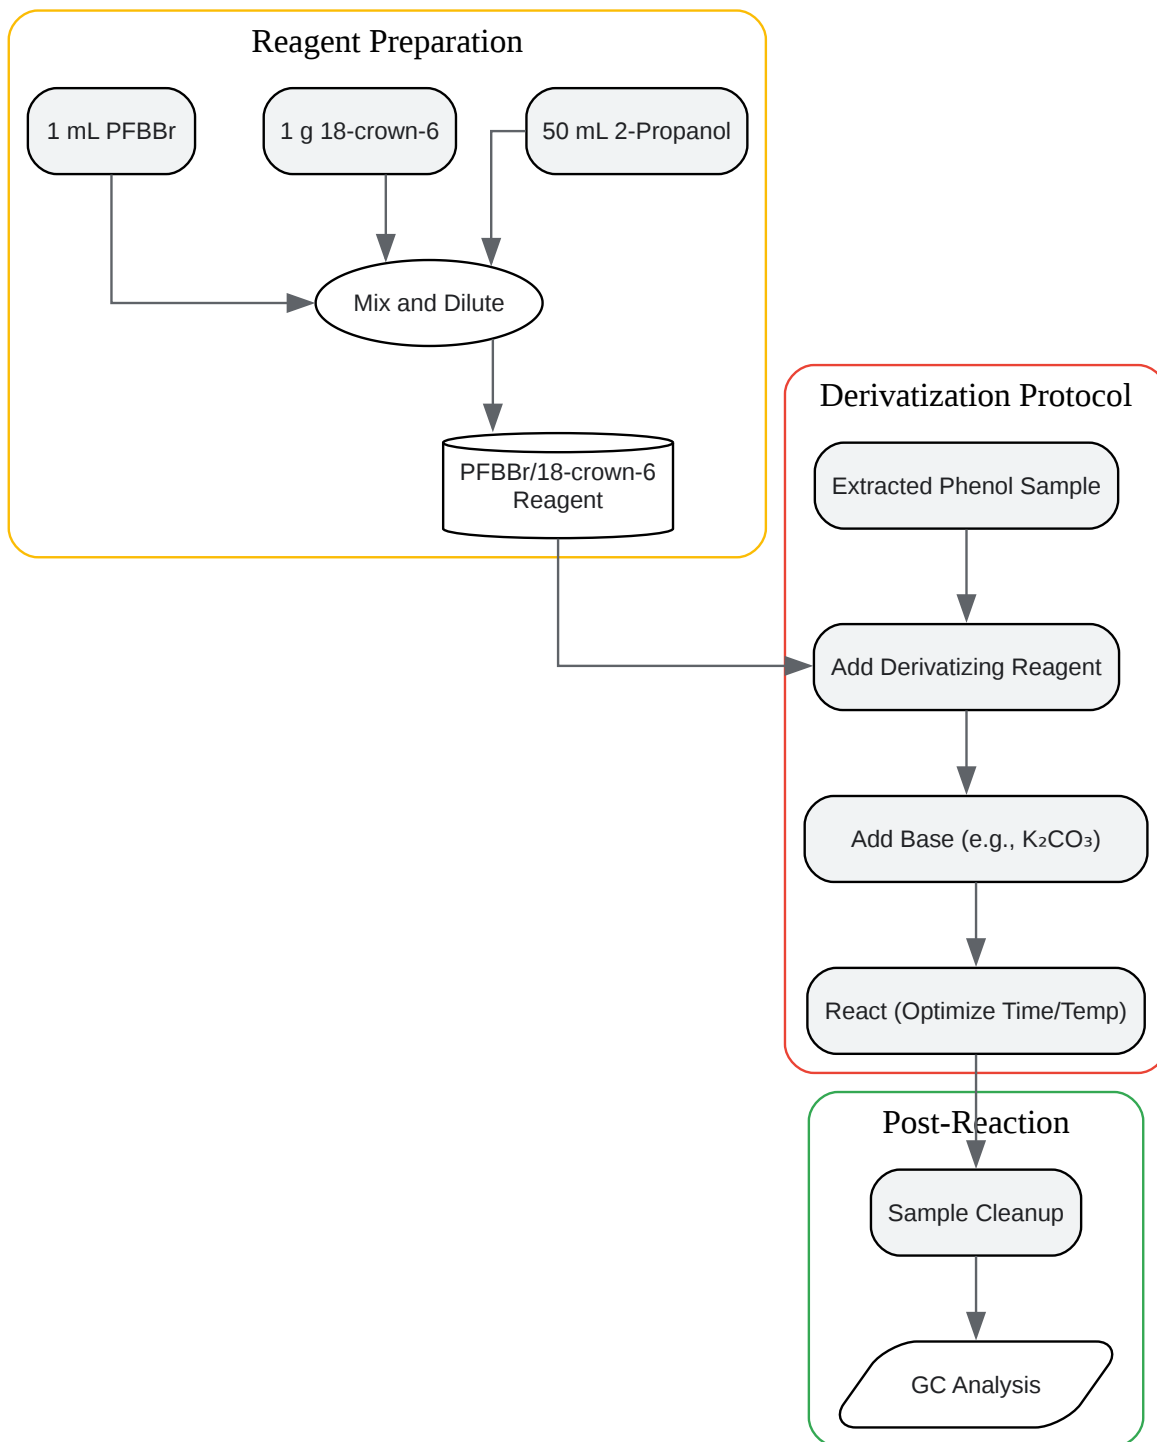 Reagent Preparation
1 mL PFBBr
1 g 18-crown-6
50 mL 2-Propanol
Mix and Dilute
PFBBr/18-crown-6
Reagent
Derivatization Protocol
Extracted Phenol Sample
Add Derivatizing Reagent
Add Base (e.g., K₂CO₃)
React (Optimize Time/Temp)
Post-Reaction
Sample Cleanup
GC Analysis